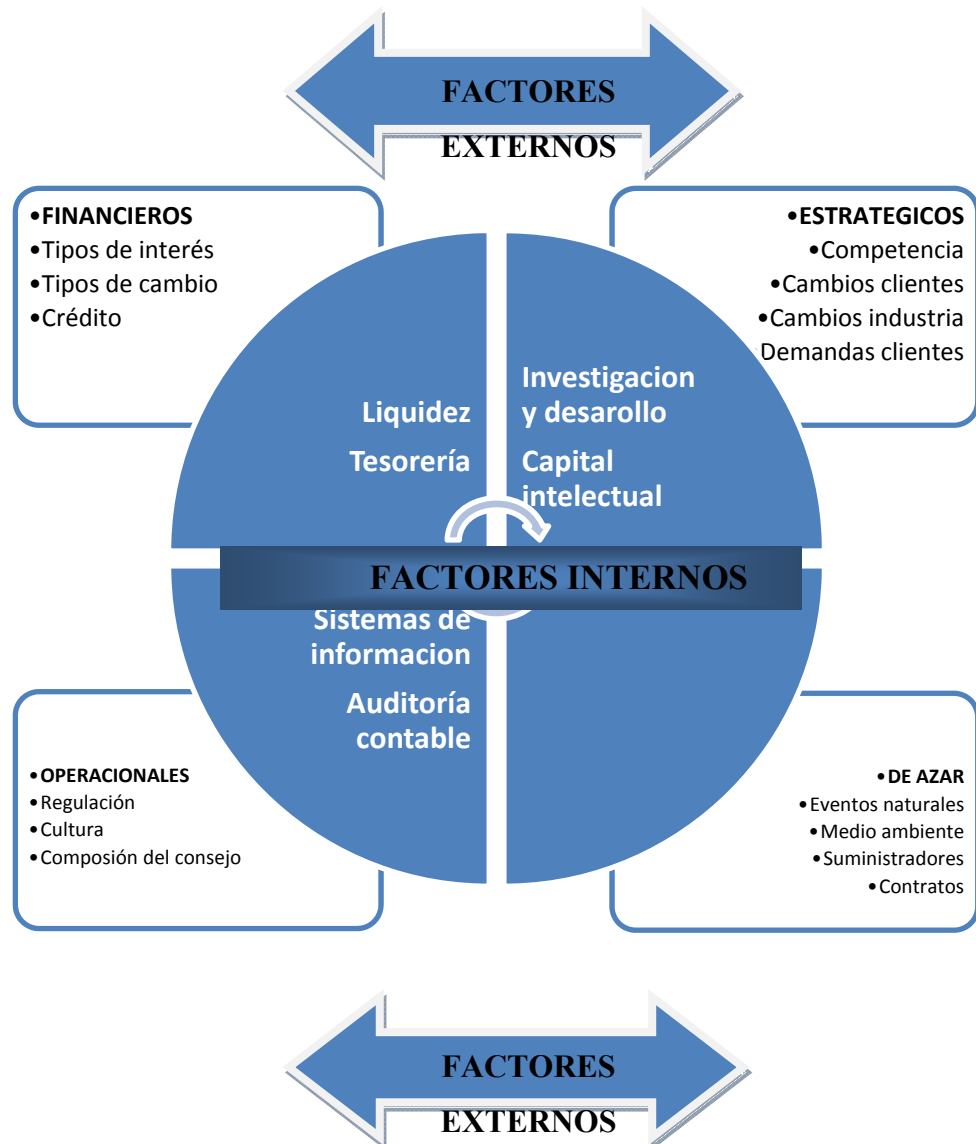 FACTORES
EXTERNOS
•FINANCIEROS
•Tipos de interés
•Tipos de cambio
•Crédito
•ESTRATEGICOS
•Competencia
•Cambios clientes
•Cambios industria
Demandas clientes
Liquidez
Tesorería
Investigacion
y desarollo
Capital
intelectual
FACTORES INTERNOS
Sistemas de
informacion
Auditoría
contable
•OPERACIONALES
•Regulación
•Cultura
•Composión del consejo
•DE AZAR
•Eventos naturales
•Medio ambiente
•Suministradores
•Contratos
FACTORES
EXTERNOS